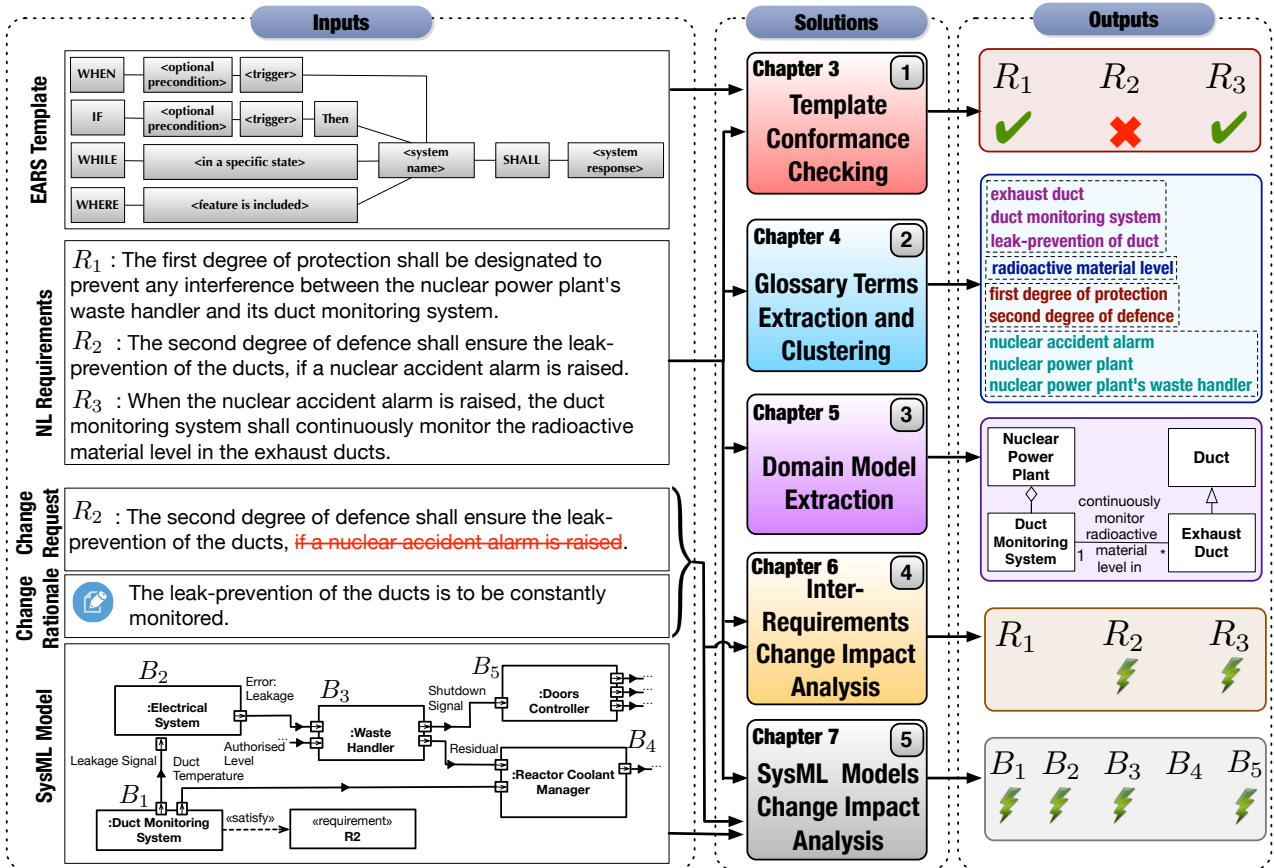 Inputs
Solutions
Outputs
EARS Template
WHEN
<optional
precondition>
<trigger>
IF
<optional
precondition>
<trigger>
Then
WHILE
<in a specific state>
<system
name>
SHALL
<system
response>
WHERE
<feature is included>
NL Requirements
R1 : The first degree of protection shall be designated to
prevent any interference between the nuclear power plant's
waste handler and its duct monitoring system.
R2 : The second degree of defence shall ensure the leak-
prevention of the ducts, if a nuclear accident alarm is raised.
R3 : When the nuclear accident alarm is raised, the duct
monitoring system shall continuously monitor the radioactive
material level in the exhaust ducts.
Change
Request
R2 : The second degree of defence shall ensure the leak-
prevention of the ducts, if a nuclear accident alarm is raised.
Change
Rationale
The leak-prevention of the ducts is to be constantly
monitored.
SysML Model
B2
:Electrical
System
Error:
Leakage
B3
:Waste
Handler
Authorised
Level
...
Shutdown
Signal
B5
:Doors
Controller
...
...
...
Residual
B4
:Reactor Coolant
Manager
...
Leakage Signal
Duct
Temperature
B1
:Duct Monitoring
System
«satisfy»
«requirement»
R2
Chapter 3
1
Template
Conformance
Checking
Chapter 4
2
Glossary Terms
Extraction and
Clustering
Chapter 5
3
Domain Model
Extraction
Chapter 6
4
Inter-
Requirements
Change Impact
Analysis
Chapter 7
5
SysML Models
Change Impact
Analysis
R1 R2 R3
exhaust duct
duct monitoring system
leak-prevention of duct
radioactive material level
first degree of protection
second degree of defence
nuclear accident alarm
nuclear power plant
nuclear power plant's waste handler
Nuclear
Power
Plant
Duct
Duct
Monitoring
System
1
continuously
monitor
radioactive
material
level in
*
Exhaust
Duct
R1 R2 R3
B1 B2 B3 B4 B5